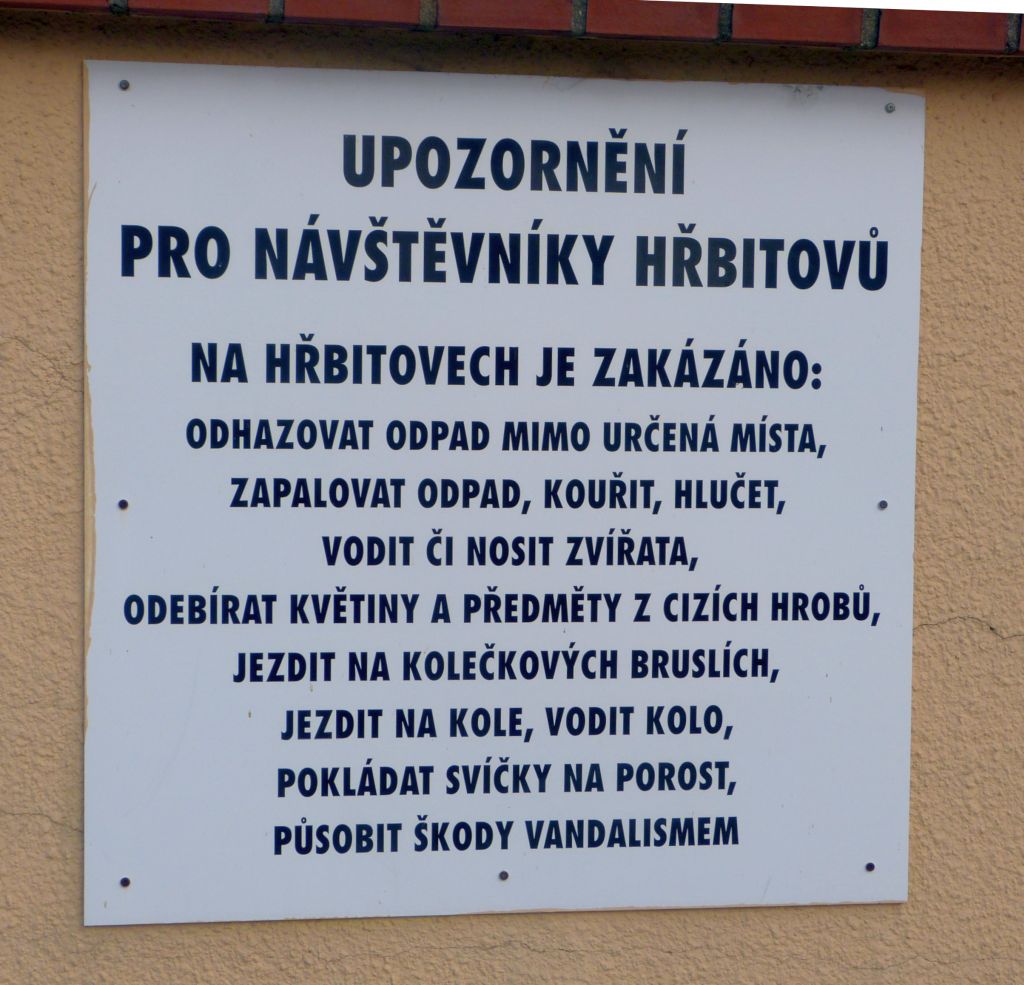 UPOZORNĚNÍ
PRO NÁVŠTĚVNÍKY HŘBITOVŮ
NA HŘBITOVECH JE ZAKÁZÁNO:
ODHAZOVAT ODPAD MIMO URČENÁ MÍSTA,
ZAPALOVAT ODPAD, KOUŘIT, HLUČET,
VODIT ČI NOSIT ZVÍŘATA,
ODEBÍRAT KVĚTINY A PŘEDMĚTY Z CIZÍCH HROBŮ,
JEZDIT NA KOLEČKOVÝCH BRUSLÍCH,
JEZDIT NA KOLE, VODIT KOLO,
POKLÁDAT SVÍČKY NA POROST,
PŮSOBIT ŠKODY VANDALISMEM